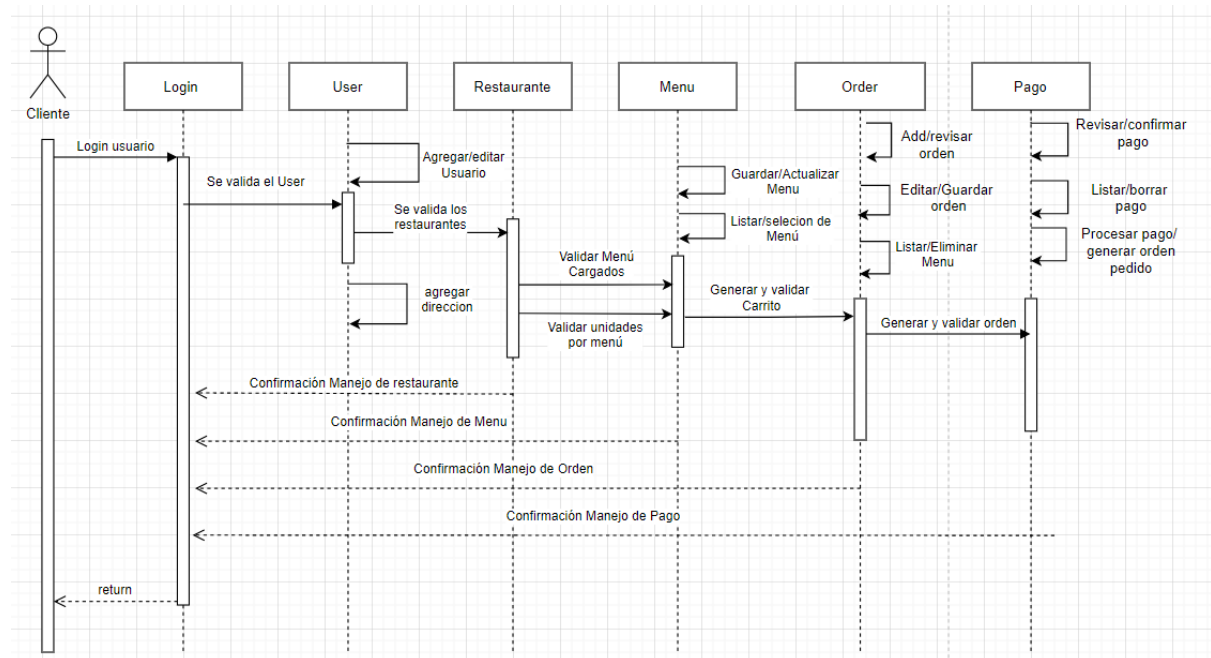 Cliente
Login
User
Restaurante
Menu
Order
Pago
Login usuario
Se valida el User
Agregar/editar
Usuario
Se valida los
restaurantes
agregar
direccion
Validar Menú
Cargados
Validar unidades
por menú
Guardar/Actualizar
Menu
Listar/selecion de
Menú
Generar y validar
Carrito
Add/revisar
orden
Editar/Guardar
orden
Listar/Eliminar
Menu
Generar y validar orden
Revisar/confirmar
pago
Listar/borrar
pago
Procesar pago/
generar orden
pedido
Confirmación Manejo de restaurante
Confirmación Manejo de Menu
Confirmación Manejo de Orden
Confirmación Manejo de Pago
return